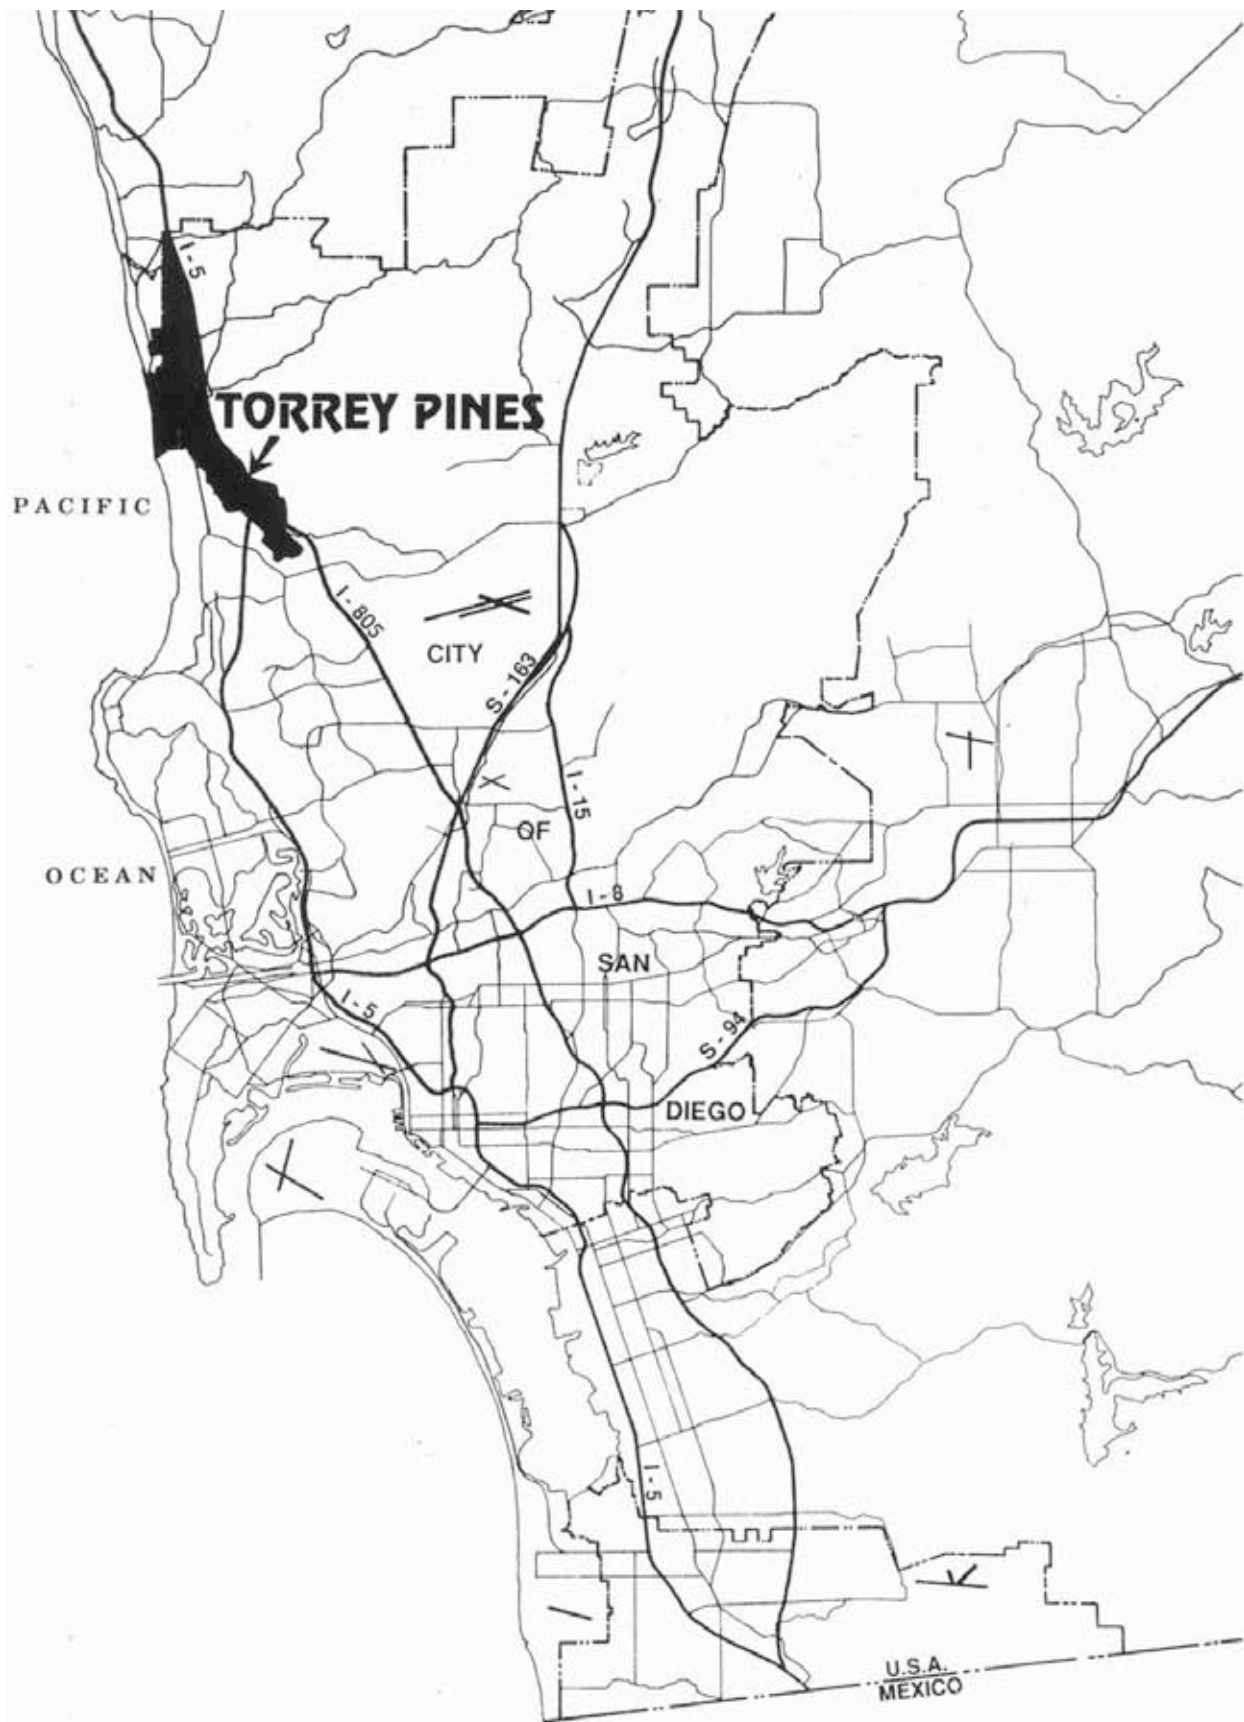 I-5
TORREY PINES
PACIFIC
I-805
CITY
S-163
I-15
OF
OCEAN
I-8
SAN
I-5
S-94
DIEGO
I-5
U.S.A.
MEXICO